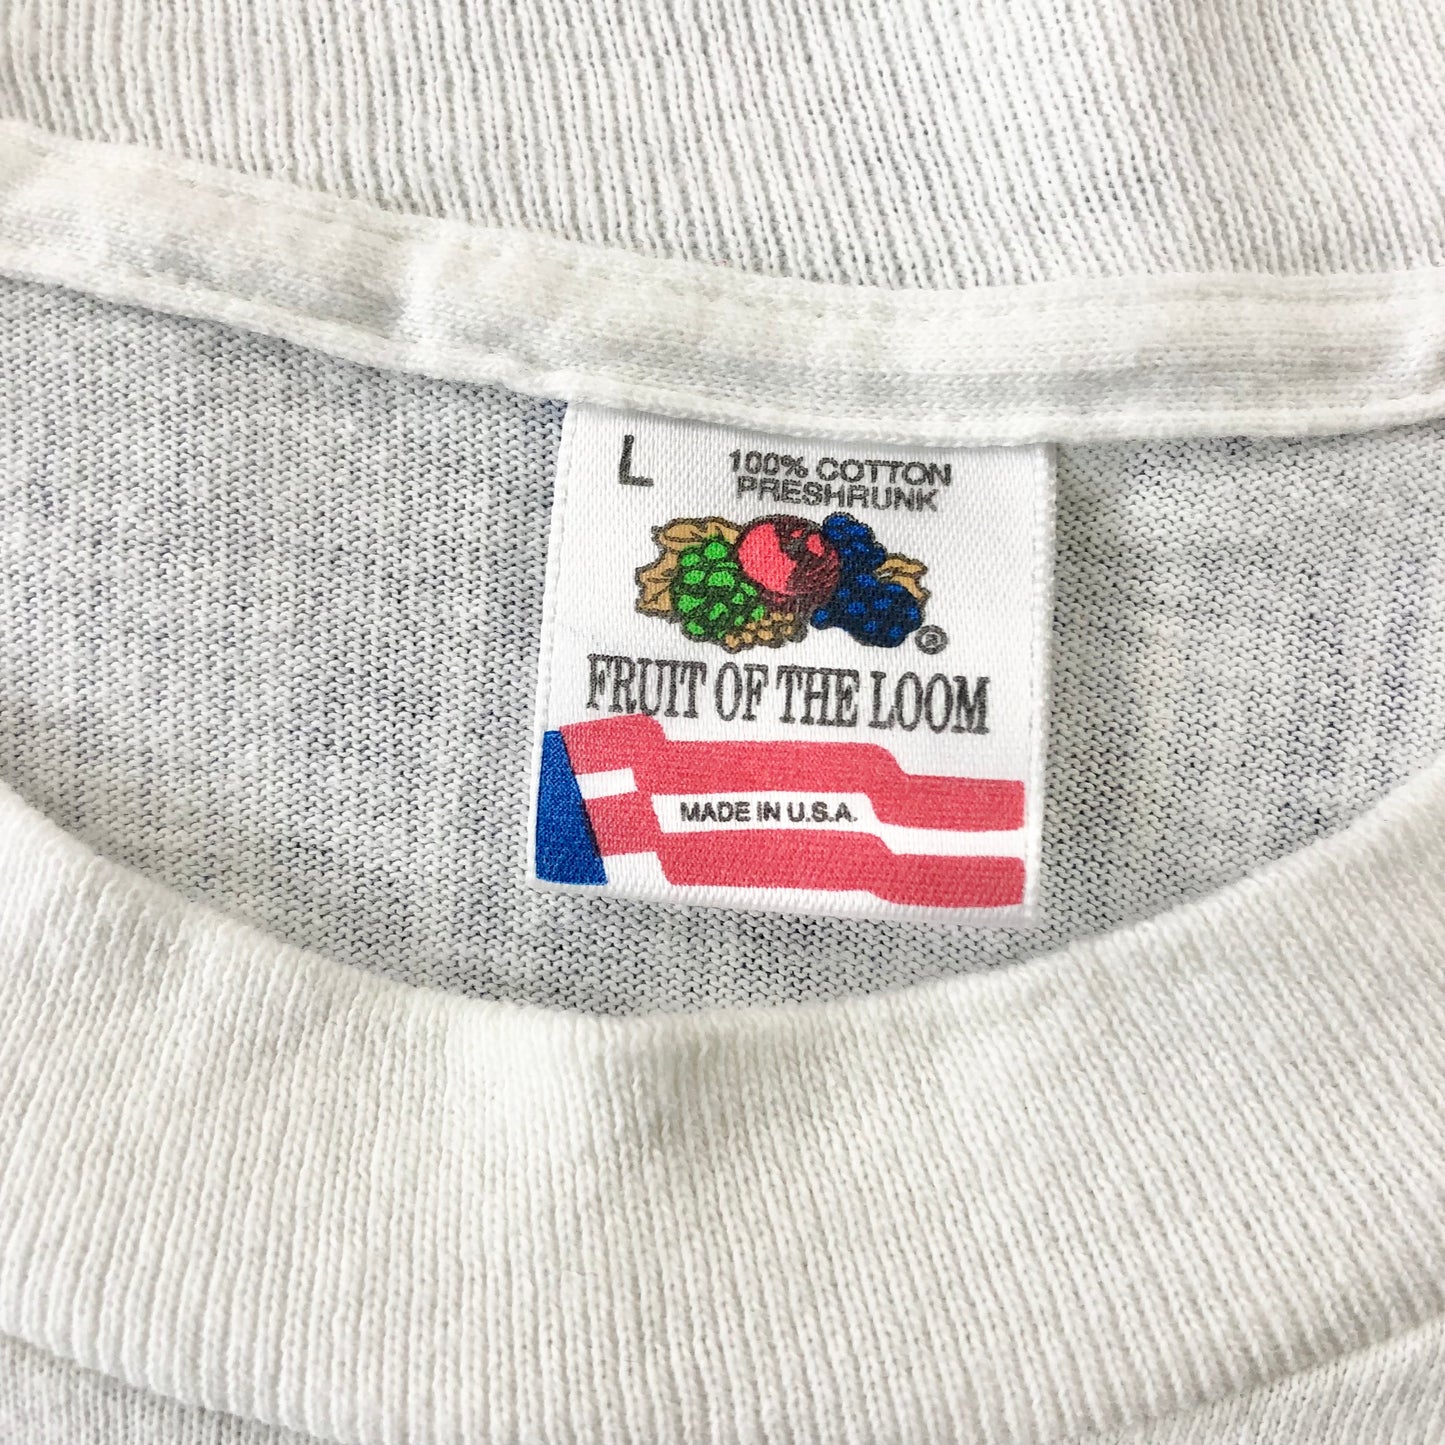 L
100% COTTON
PRESHRUNK
®
FRUIT OF THE LOOM
MADE IN U.S.A.